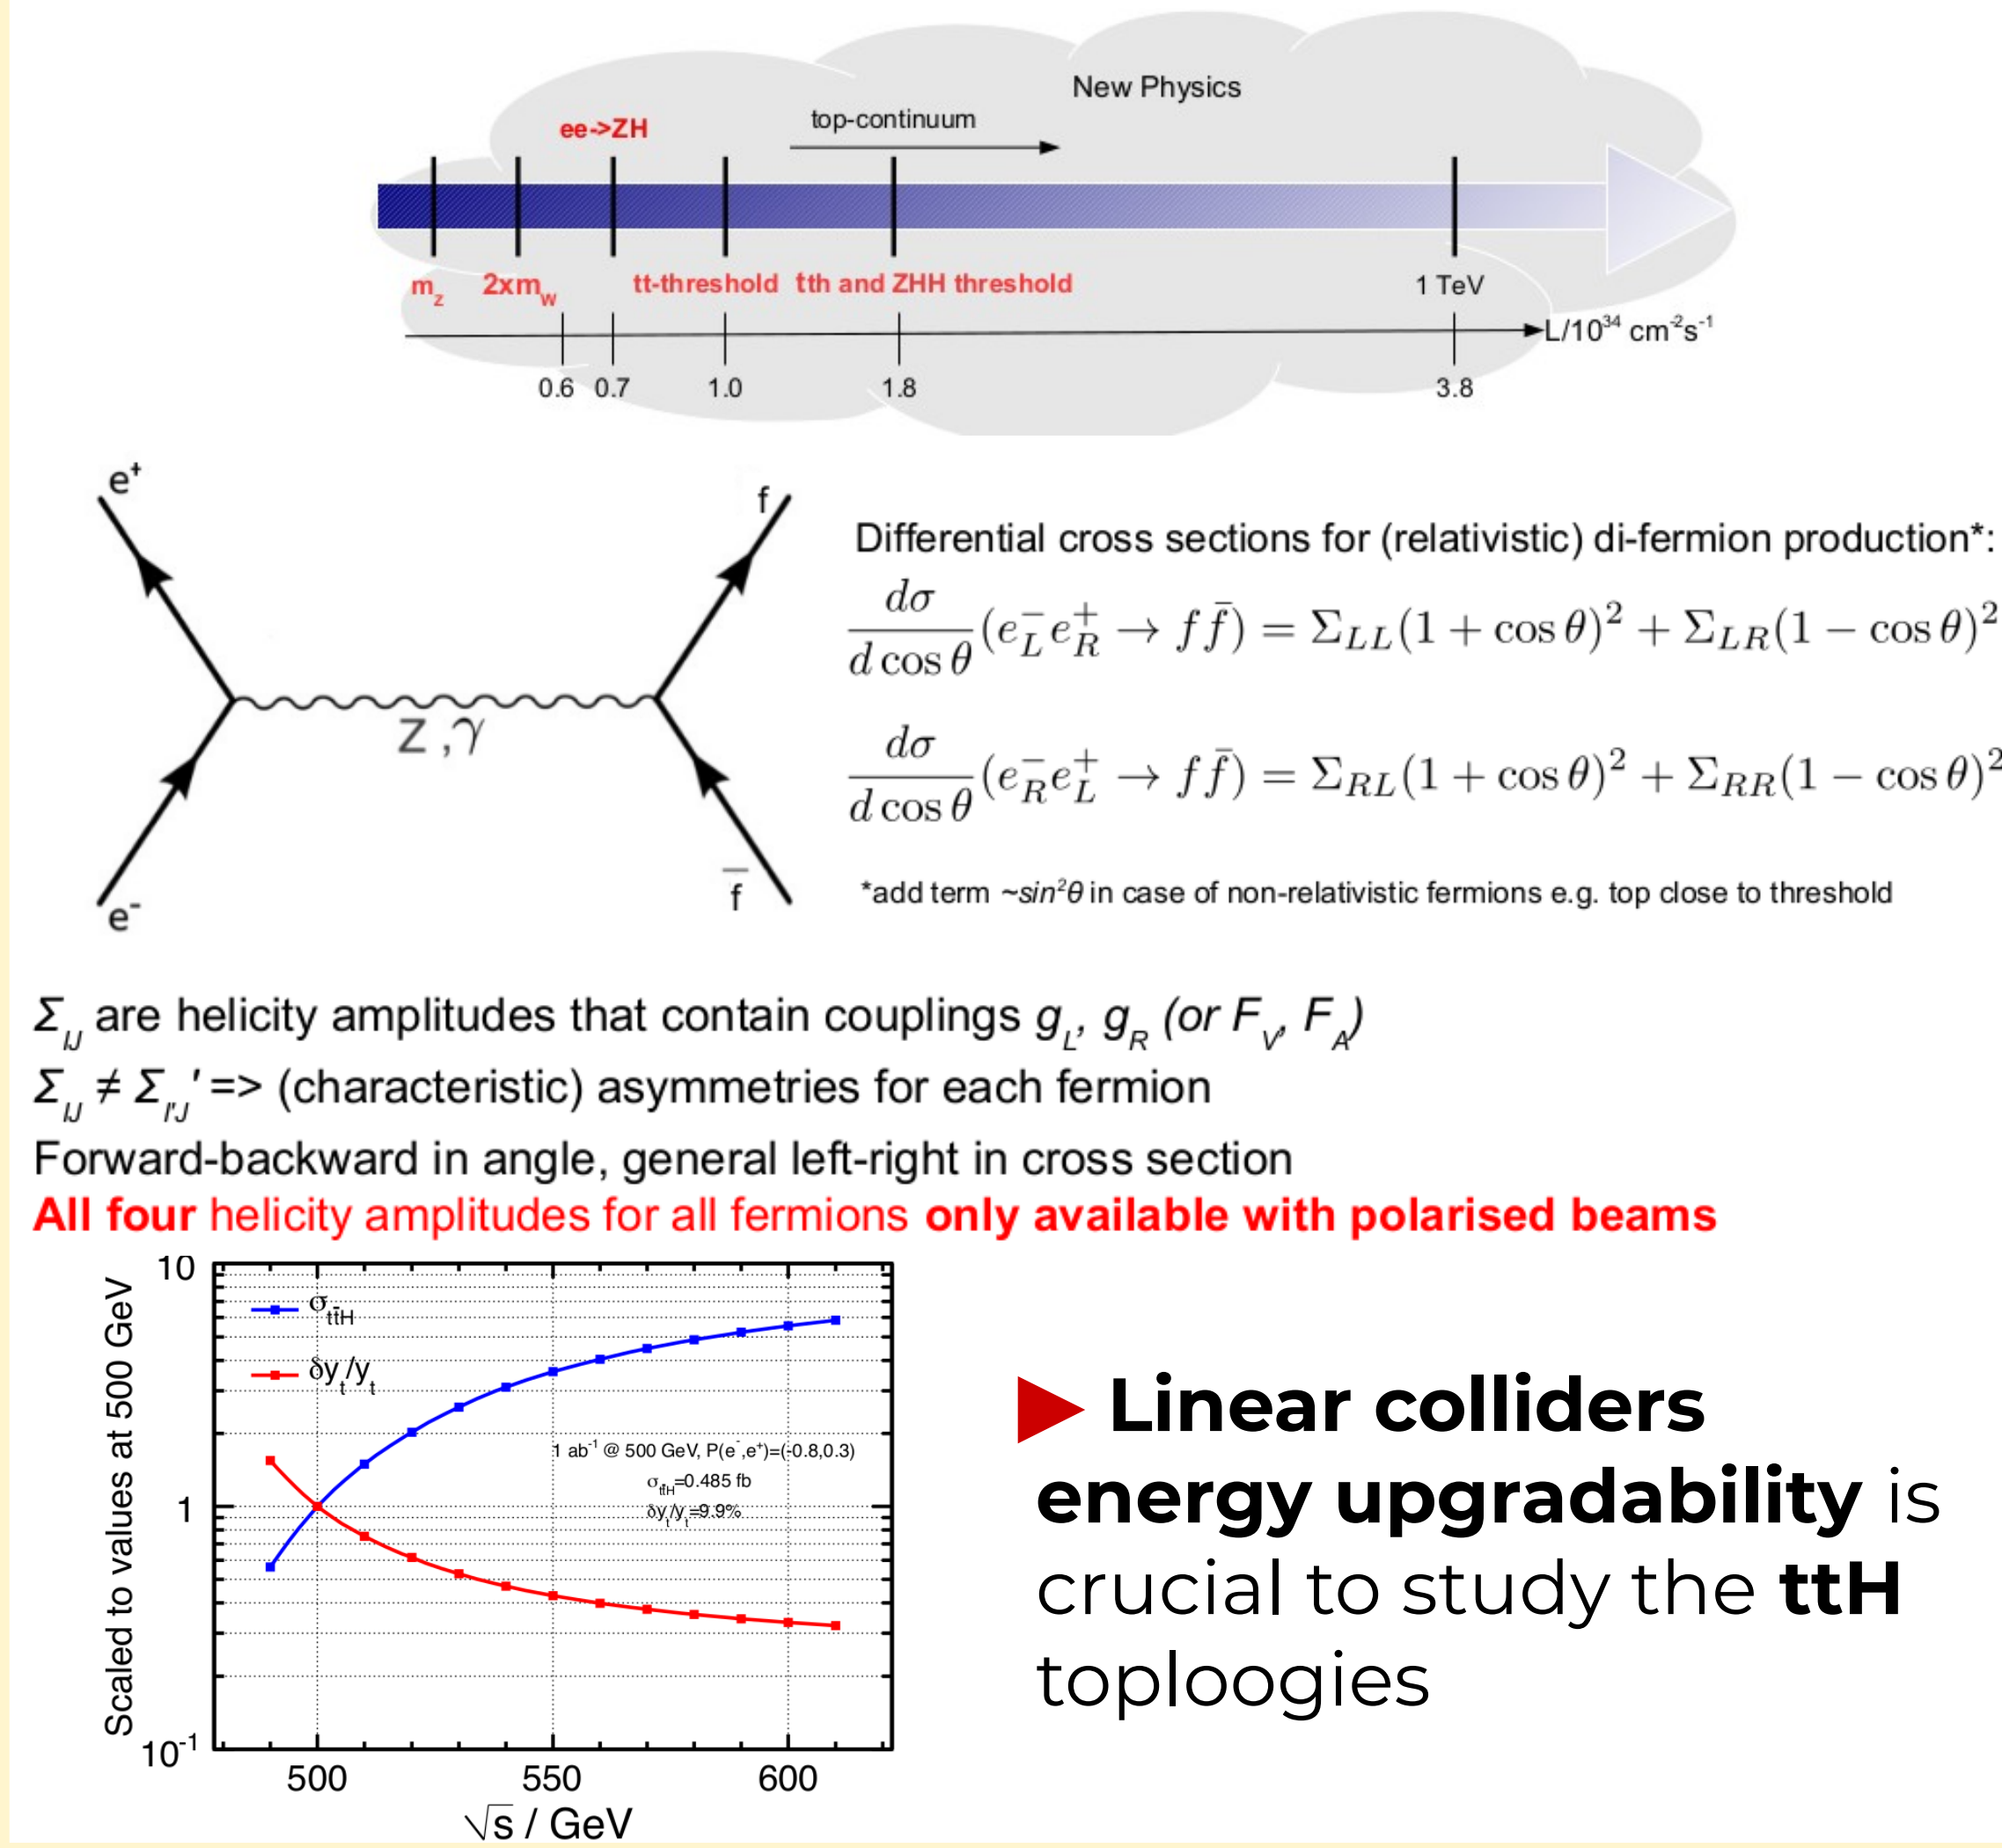 New Physics
top-continuum
ee->ZH
m_z 2xm_w tt-threshold tth and ZHH threshold 1 TeV
L/10³⁴ cm⁻²s⁻¹
0.6 0.7 1.0 1.8 3.8
e⁺
f
Z ,γ
e⁻
f̄
Differential cross sections for (relativistic) di-fermion production*:
dσ/d cos θ (e⁻_L e⁺_R → f f̄) = Σ_LL(1 + cos θ)² + Σ_LR(1 − cos θ)²
dσ/d cos θ (e⁻_R e⁺_L → f f̄) = Σ_RL(1 + cos θ)² + Σ_RR(1 − cos θ)²
*add term ~sin²θ in case of non-relativistic fermions e.g. top close to threshold
Σ_IJ are helicity amplitudes that contain couplings g_L, g_R (or F_V, F_A)
Σ_IJ ≠ Σ_I'J' => (characteristic) asymmetries for each fermion
Forward-backward in angle, general left-right in cross section
All four helicity amplitudes for all fermions only available with polarised beams
Scaled to values at 500 GeV
10
1
10⁻¹
σ_tt̄H
δy_t/y_t
1 ab⁻¹ @ 500 GeV, P(e⁻,e⁺)=(-0.8,0.3)
σ_tt̄H=0.485 fb
δy_t/y_t=9.9%
500 550 600
√s / GeV
▶ Linear colliders
energy upgradability is
crucial to study the ttH
toploogies